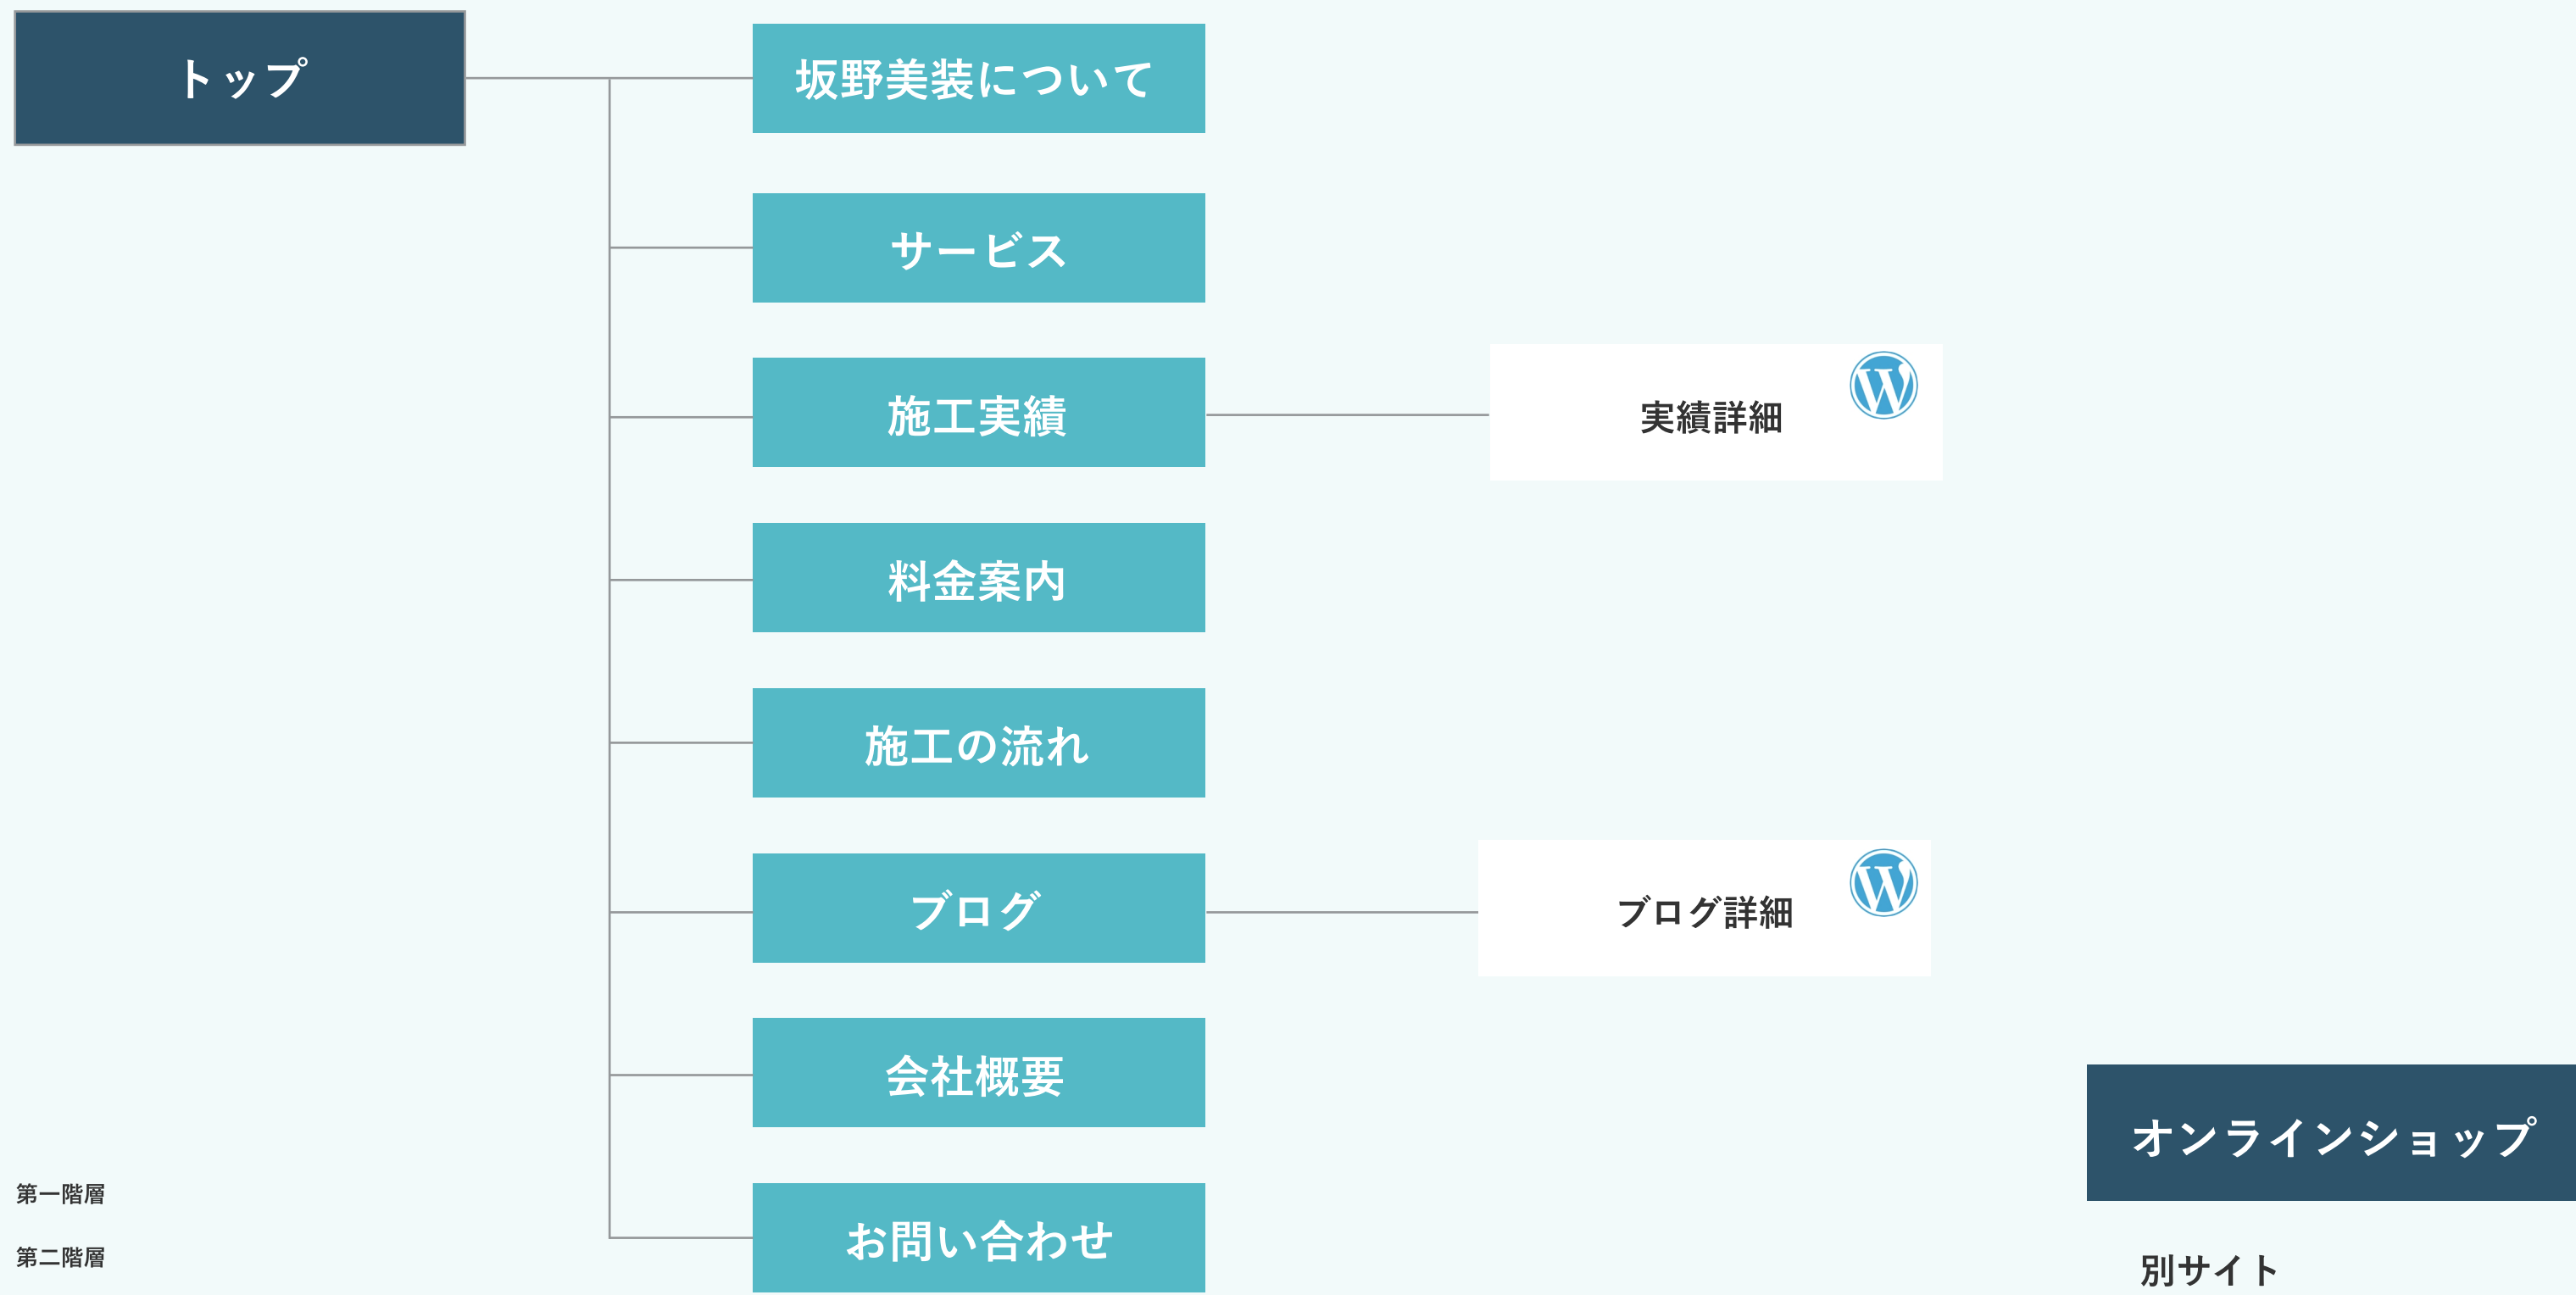 トップ
坂野美装について
サービス
施工実績
実績詳細
料金案内
施工の流れ
ブログ
ブログ詳細
会社概要
オンラインショップ
第一階層
お問い合わせ
第二階層
別サイト